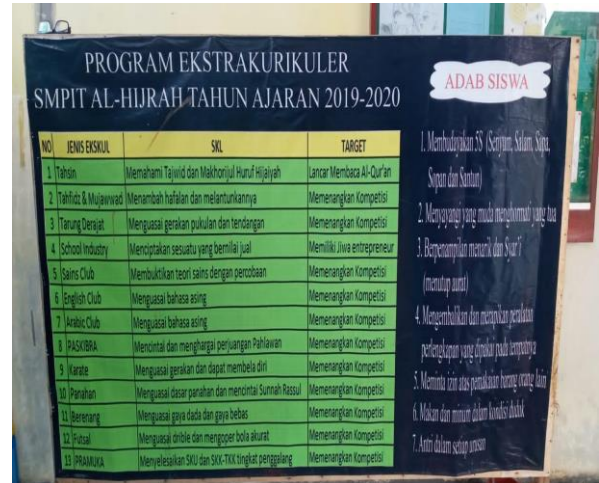 PROGRAM EKSTRAKURIKULER
SMPIT AL-HIJRAH TAHUN AJARAN 2019-2020
NO JENIS EKSKUL SKL TARGET
1 Tahsin Memahami Tajwid dan Makhorijul Huruf Hijaiyah Lancar Membaca Al-Qur'an
2 Tahfidz & Mujawwad Menambah hafalan dan melantunkannya Memenangkan Kompetisi
3 Tarung Derajat Menguasai gerakan pukulan dan tendangan Memenangkan Kompetisi
4 School Industry Menciptakan sesuatu yang bernilai jual Memiliki Jiwa entrepreneur
5 Sains Club Membuktikan teori sains dengan percobaan Memenangkan Kompetisi
6 English Club Menguasai bahasa asing Memenangkan Kompetisi
7 Arabic Club Menguasai bahasa asing Memenangkan Kompetisi
8 PASKIBRA Mencintai dan menghargai perjuangan Pahlawan Memenangkan Kompetisi
9 Karate Menguasai gerakan dan dapat membela diri Memenangkan Kompetisi
10 Panahan Menguasai dasar panahan dan mencintai Sunnah Rasul Memenangkan Kompetisi
11 Berenang Menguasai gaya dada dan gaya bebas Memenangkan Kompetisi
12 Futsal Menguasai drible dan mengoper bola akurat Memenangkan Kompetisi
13 PRAMUKA Menyelesaikan SKU dan SKK-TKK tingkat penggalang Memenangkan Kompetisi
ADAB SISWA
1. Membudayakan 5S (Senyum, Salam, Sapa,
Sopan dan Santun)
2. Menyayangi yang muda menghormati yang tua
3. Berpenampilan menarik dan Syar'i
(menutup aurat)
4. Mengembalikan dan merapikan peralatan
perlengkapan yang dipakai pada tempatnya
5. Meminta izin atas pemakaian barang orang lain
6. Makan dan minum dalam kondisi duduk
7. Antri dalam setiap urusan